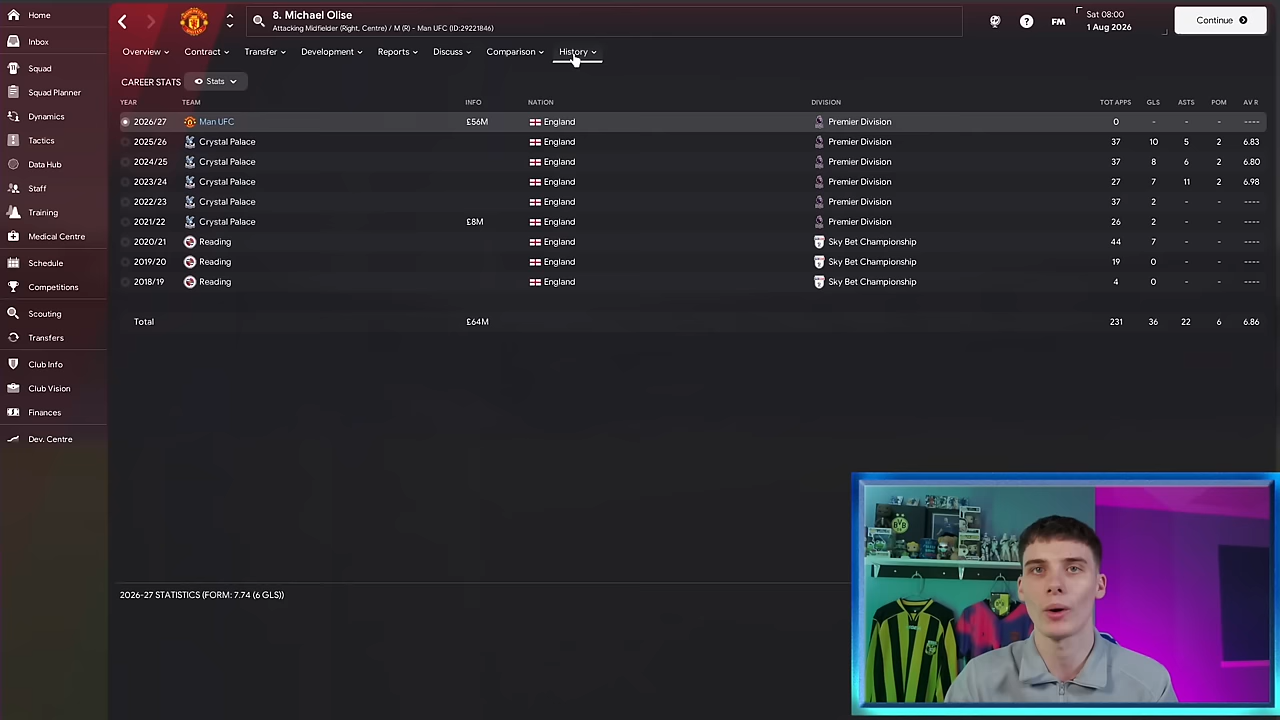 Home
Inbox
Squad
Squad Planner
Dynamics
Tactics
Data Hub
Staff
Training
Medical Centre
Schedule
Competitions
Scouting
Transfers
Club Info
Club Vision
Finances
Dev. Centre
8. Michael Olise
Attacking Midfielder (Right, Centre) / M (R) - Man UFC (ID:29221846)
FM
Sat 08:00
1 Aug 2026
Continue
Overview Contract Transfer Development Reports Discuss Comparison History
CAREER STATS Stats
YEAR TEAM INFO NATION DIVISION TOT APPS GLS ASTS POM AV R
2026/27 Man UFC £56M England Premier Division 0 - - - ----
2025/26 Crystal Palace England Premier Division 37 10 5 2 6.83
2024/25 Crystal Palace England Premier Division 37 8 6 2 6.80
2023/24 Crystal Palace England Premier Division 27 7 11 2 6.98
2022/23 Crystal Palace England Premier Division 37 2 - - ----
2021/22 Crystal Palace £8M England Premier Division 26 2 - - ----
2020/21 Reading England Sky Bet Championship 44 7 - - ----
2019/20 Reading England Sky Bet Championship 19 0 - - ----
2018/19 Reading England Sky Bet Championship 4 0 - - ----
Total £64M 231 36 22 6 6.86
2026-27 STATISTICS (FORM: 7.74 (6 GLS))
BVB